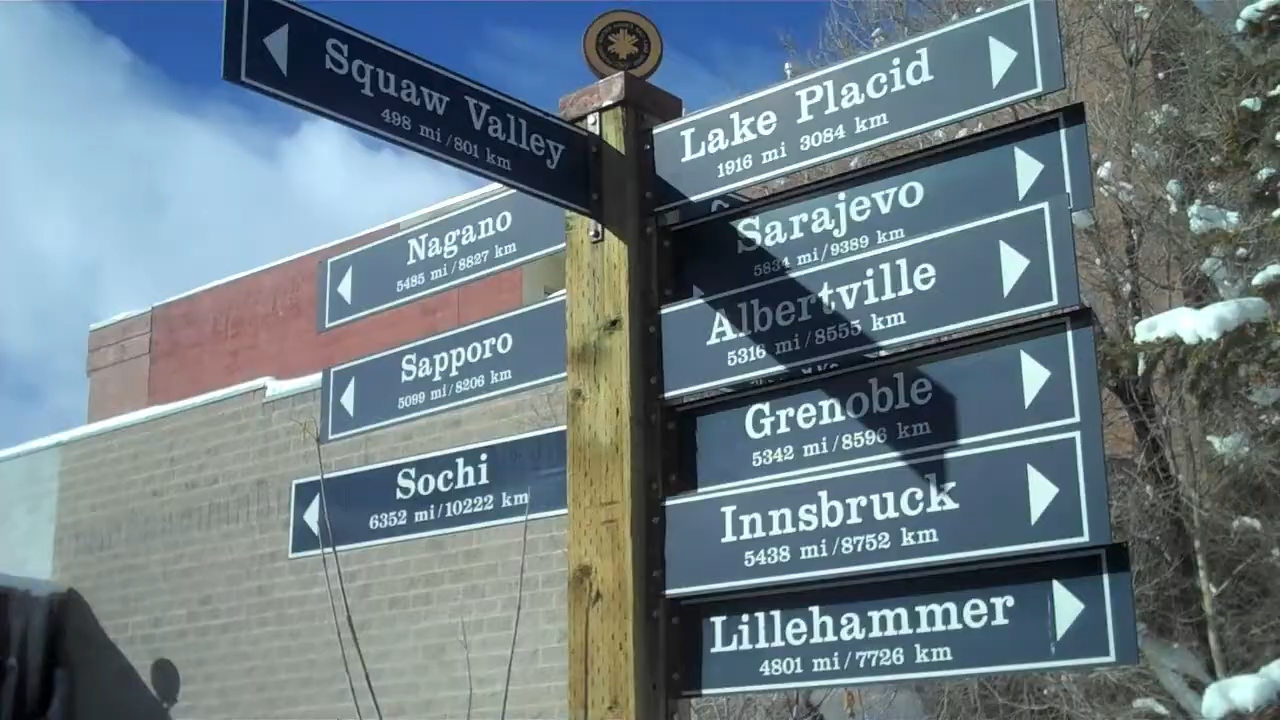 Squaw Valley
498 mi/801 km
Nagano
5485 mi/8827 km
Sapporo
5099 mi/8206 km
Sochi
6352 mi/10222 km
Lake Placid
1916 mi 3084 km
Sarajevo
5834 mi/9389 km
Albertville
5316 mi/8555 km
Grenoble
5342 mi/8596 km
Innsbruck
5438 mi/8752 km
Lillehammer
4801 mi/7726 km